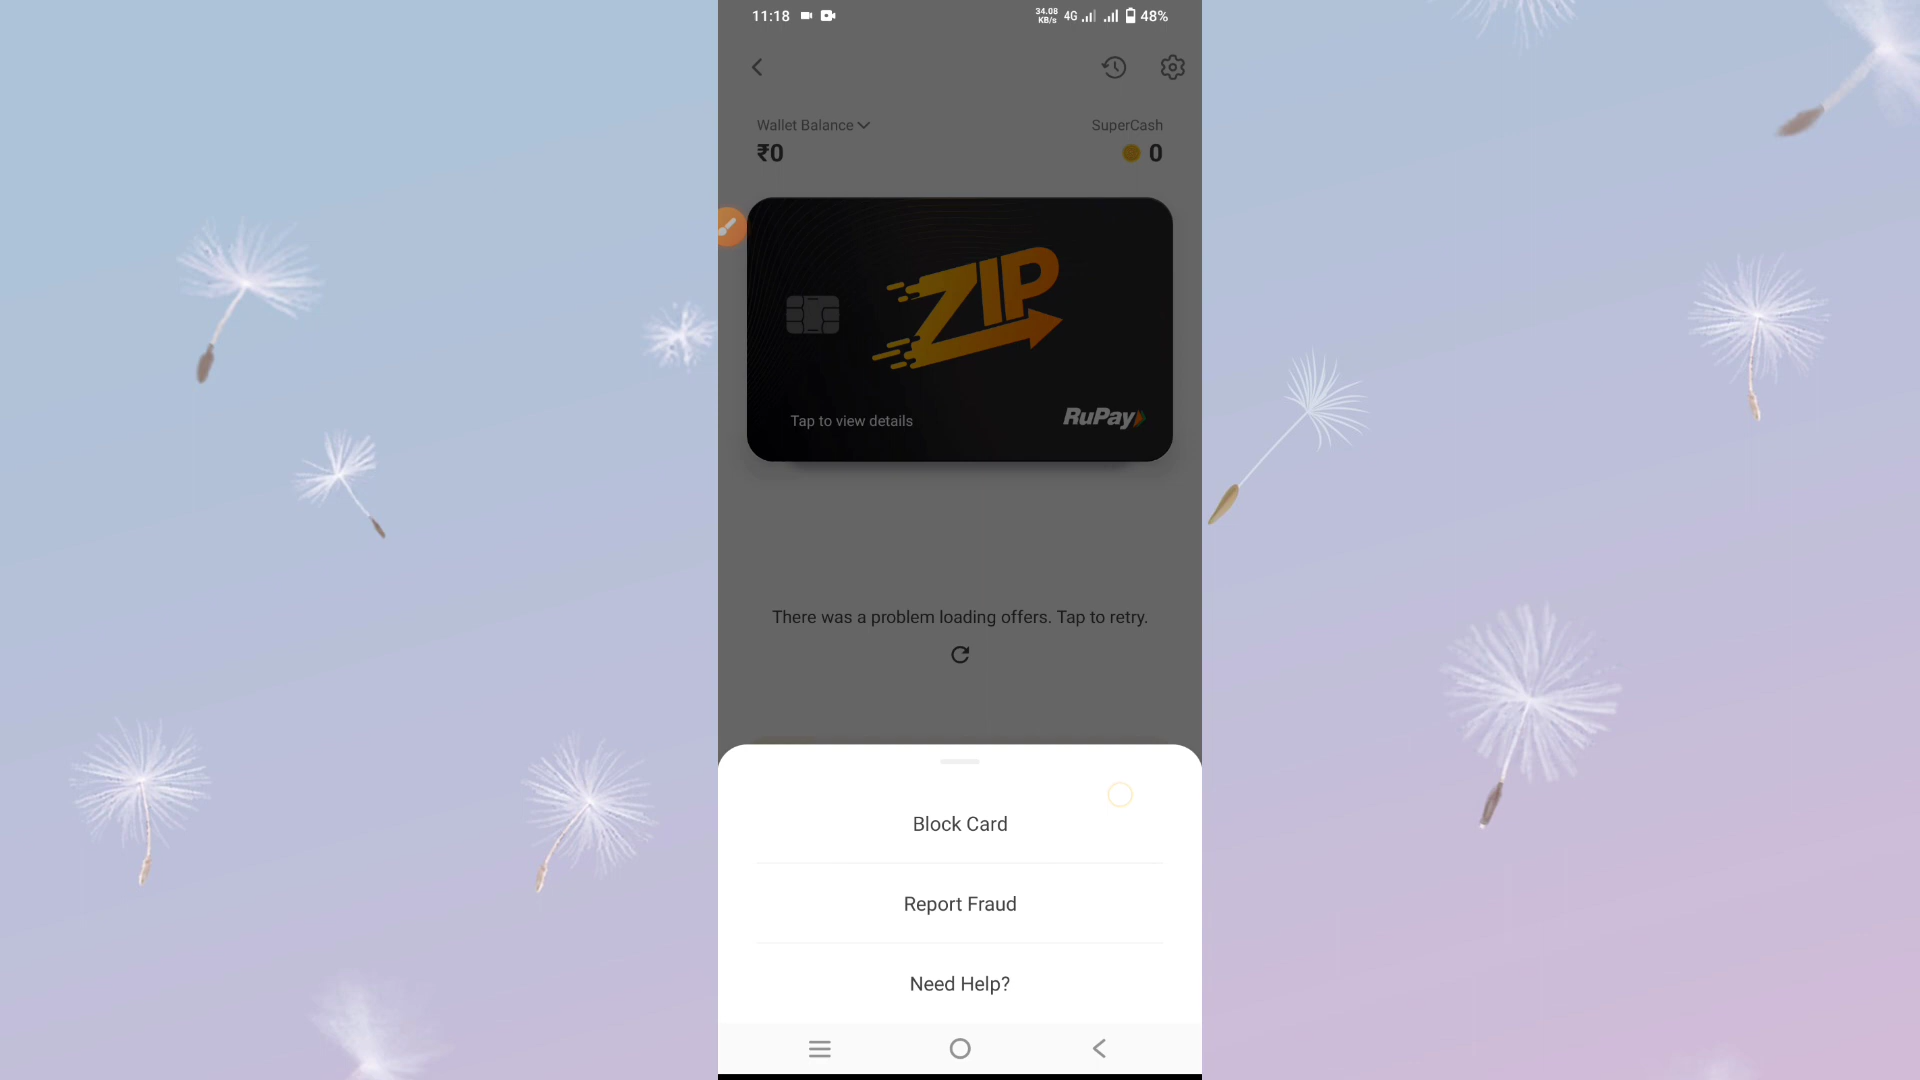 11:18
34.08 KB/s 4G 48%
Wallet Balance
SuperCash
₹0
0
ZIP
Tap to view details
RuPay
There was a problem loading offers. Tap to retry.
Block Card
Report Fraud
Need Help?